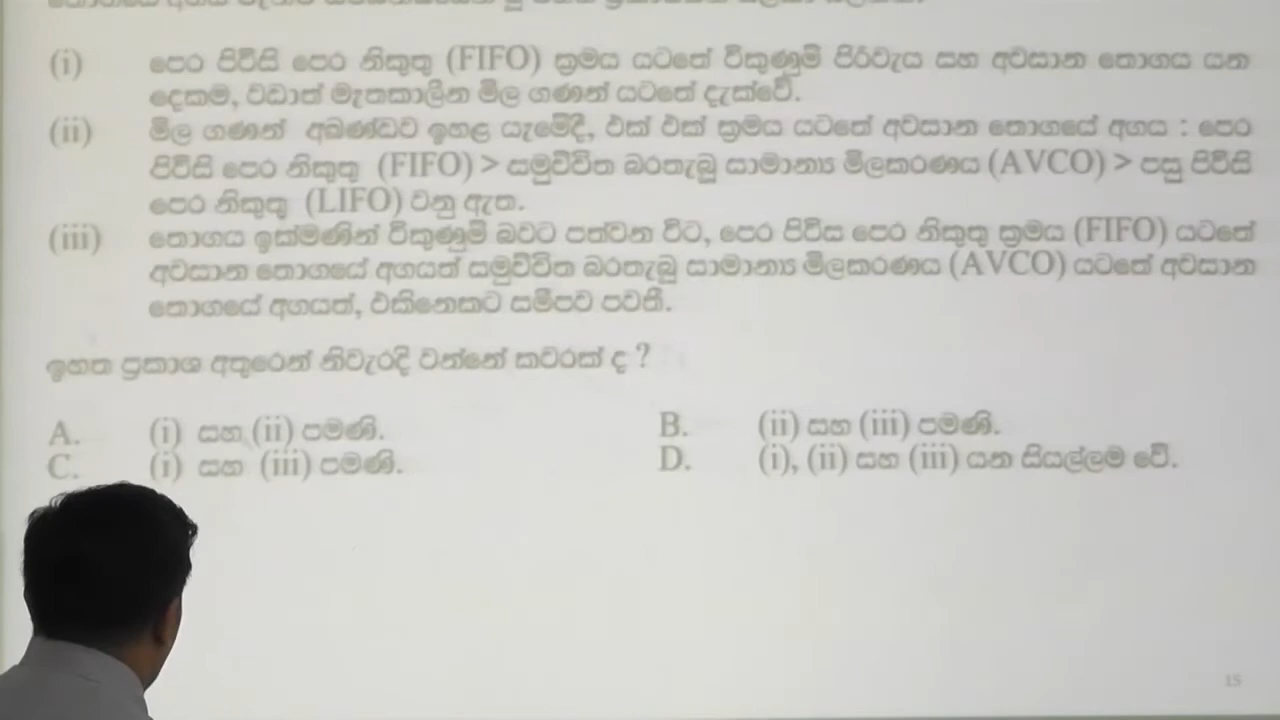 (i) පෙර පිවිසි පෙර නිකුතු (FIFO) ක්‍රමය යටතේ විකුණුම් පිරිවැය සහ අවසාන තොගය යන
දෙකම, වඩාත් මැතකාලීන මිල ගණන් යටතේ දැක්වේ.
(ii) මිල ගණන් අඛණ්ඩව ඉහළ යැමේදී, එක් එක් ක්‍රමය යටතේ අවසාන තොගයේ අගය : පෙර
පිවිසි පෙර නිකුතු (FIFO) > සමුච්චිත බරතැබූ සාමාන්‍ය මිලකරණය (AVCO) > පසු පිවිසි
පෙර නිකුතු (LIFO) වනු ඇත.
(iii) තොගය ඉක්මණින් විකුණුම් බවට පත්වන විට, පෙර පිවිස පෙර නිකුතු ක්‍රමය (FIFO) යටතේ
අවසාන තොගයේ අගයත් සමුච්චිත බරතැබූ සාමාන්‍ය මිලකරණය (AVCO) යටතේ අවසාන
තොගයේ අගයත්, එකිනෙකට සමීපව පවතී.
ඉහත ප්‍රකාශ අතුරෙන් නිවැරදි වන්නේ කවරක් ද ?
A. (i) සහ (ii) පමණි. B. (ii) සහ (iii) පමණි.
C. (i) සහ (iii) පමණි. D. (i), (ii) සහ (iii) යන සියල්ලම වේ.
15